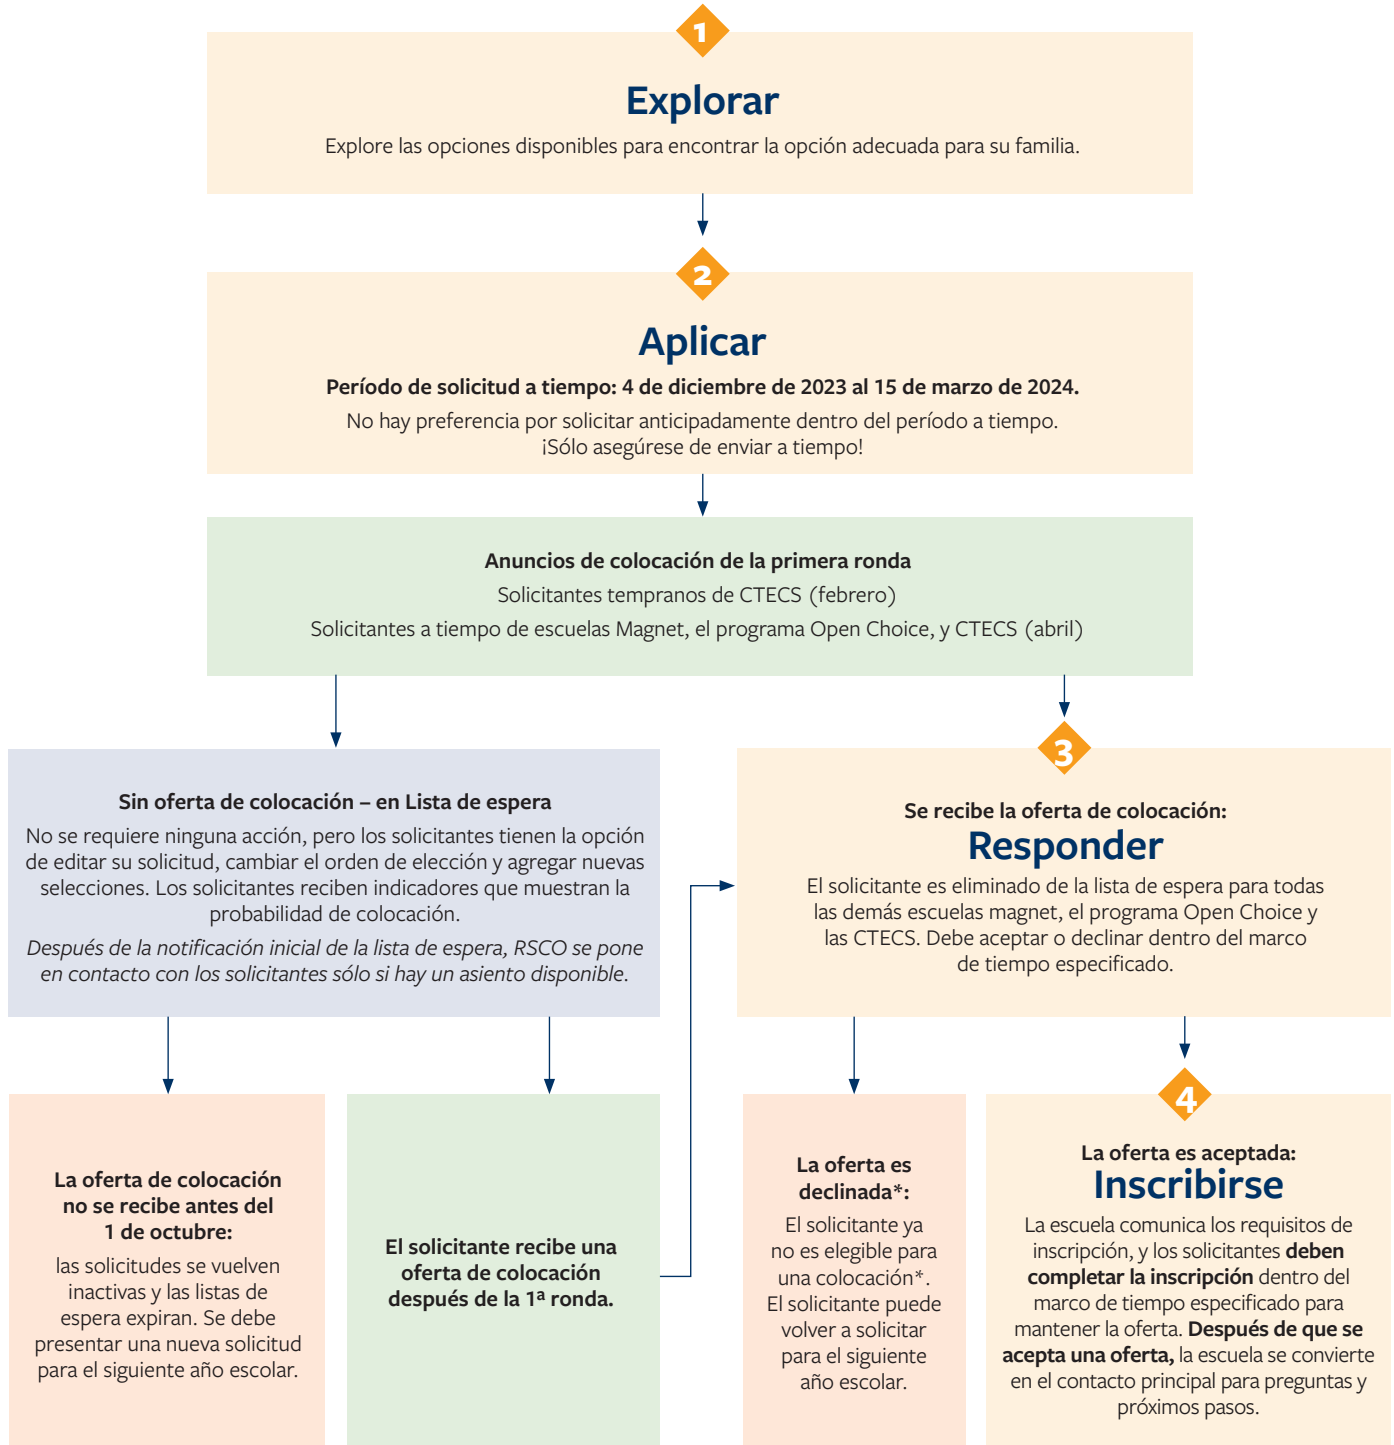 1
Explorar
Explore las opciones disponibles para encontrar la opción adecuada para su familia.
2
Aplicar
Período de solicitud a tiempo: 4 de diciembre de 2023 al 15 de marzo de 2024.
No hay preferencia por solicitar anticipadamente dentro del período a tiempo.
¡Sólo asegúrese de enviar a tiempo!
Anuncios de colocación de la primera ronda
Solicitantes tempranos de CTECS (febrero)
Solicitantes a tiempo de escuelas Magnet, el programa Open Choice, y CTECS (abril)
Sin oferta de colocación – en Lista de espera
No se requiere ninguna acción, pero los solicitantes tienen la opción
de editar su solicitud, cambiar el orden de elección y agregar nuevas
selecciones. Los solicitantes reciben indicadores que muestran la
probabilidad de colocación.
Después de la notificación inicial de la lista de espera, RSCO se pone
en contacto con los solicitantes sólo si hay un asiento disponible.
3
Se recibe la oferta de colocación:
Responder
El solicitante es eliminado de la lista de espera para todas
las demás escuelas magnet, el programa Open Choice y
las CTECS. Debe aceptar o declinar dentro del marco
de tiempo especificado.
La oferta de colocación
no se recibe antes del
1 de octubre:
las solicitudes se vuelven
inactivas y las listas de
espera expiran. Se debe
presentar una nueva solicitud
para el siguiente año escolar.
El solicitante recibe una
oferta de colocación
después de la 1ª ronda.
La oferta es
declinada*:
El solicitante ya
no es elegible para
una colocación*.
El solicitante puede
volver a solicitar
para el siguiente
año escolar.
4
La oferta es aceptada:
Inscribirse
La escuela comunica los requisitos de
inscripción, y los solicitantes deben
completar la inscripción dentro del
marco de tiempo especificado para
mantener la oferta. Después de que se
acepta una oferta, la escuela se convierte
en el contacto principal para preguntas y
próximos pasos.